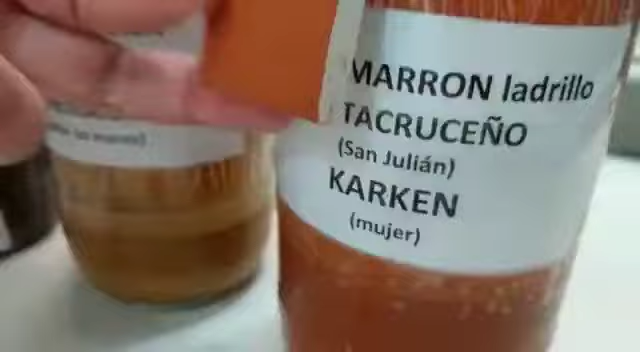 MARRON ladrillo
TACRUCEÑO
(San Julián)
KARKEN
(mujer)